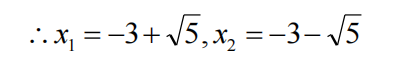 ∴x₁ = −3+√5, x₂ = −3−√5